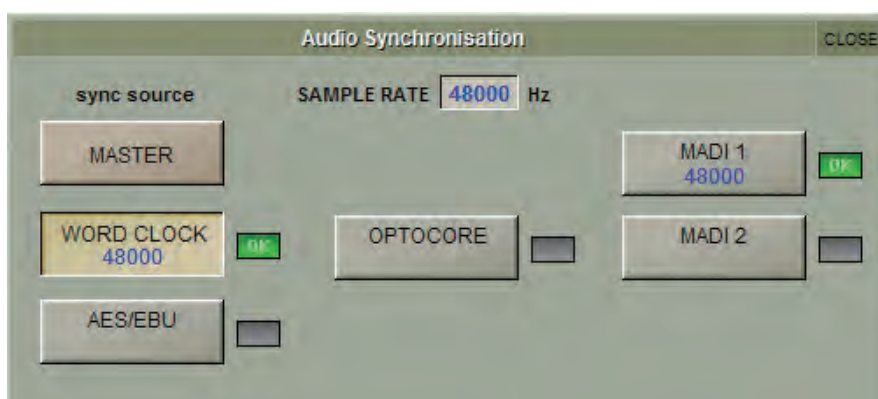 Audio Synchronisation CLOSE
sync source SAMPLE RATE 48000 Hz
MASTER
MADI 1
48000
OK
WORD CLOCK
48000
OK
OPTOCORE
MADI 2
AES/EBU